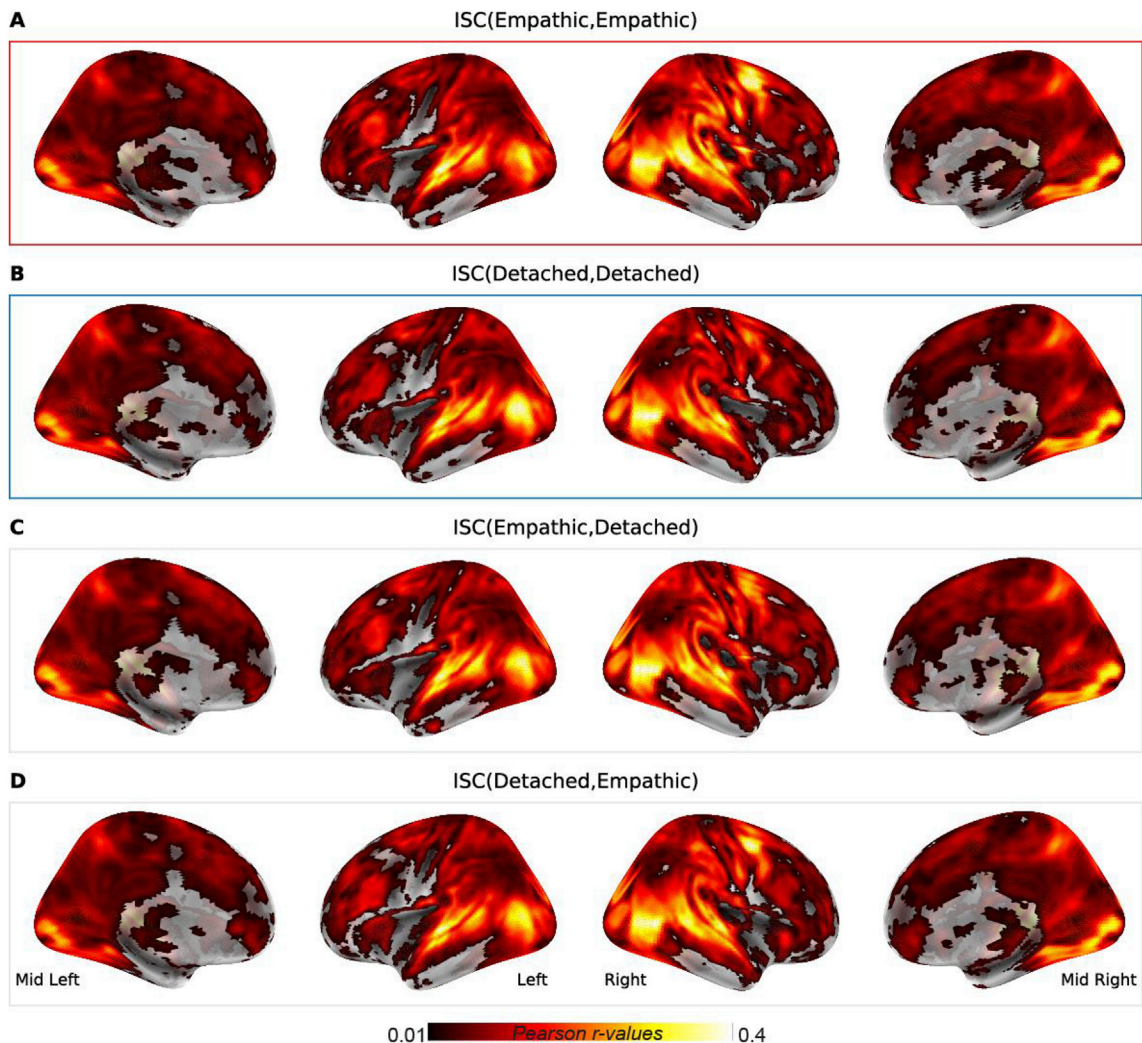 A ISC(Empathic,Empathic)
B ISC(Detached,Detached)
C ISC(Empathic,Detached)
D ISC(Detached,Empathic)
Mid Left Left Right Mid Right
0.01 Pearson r-values 0.4